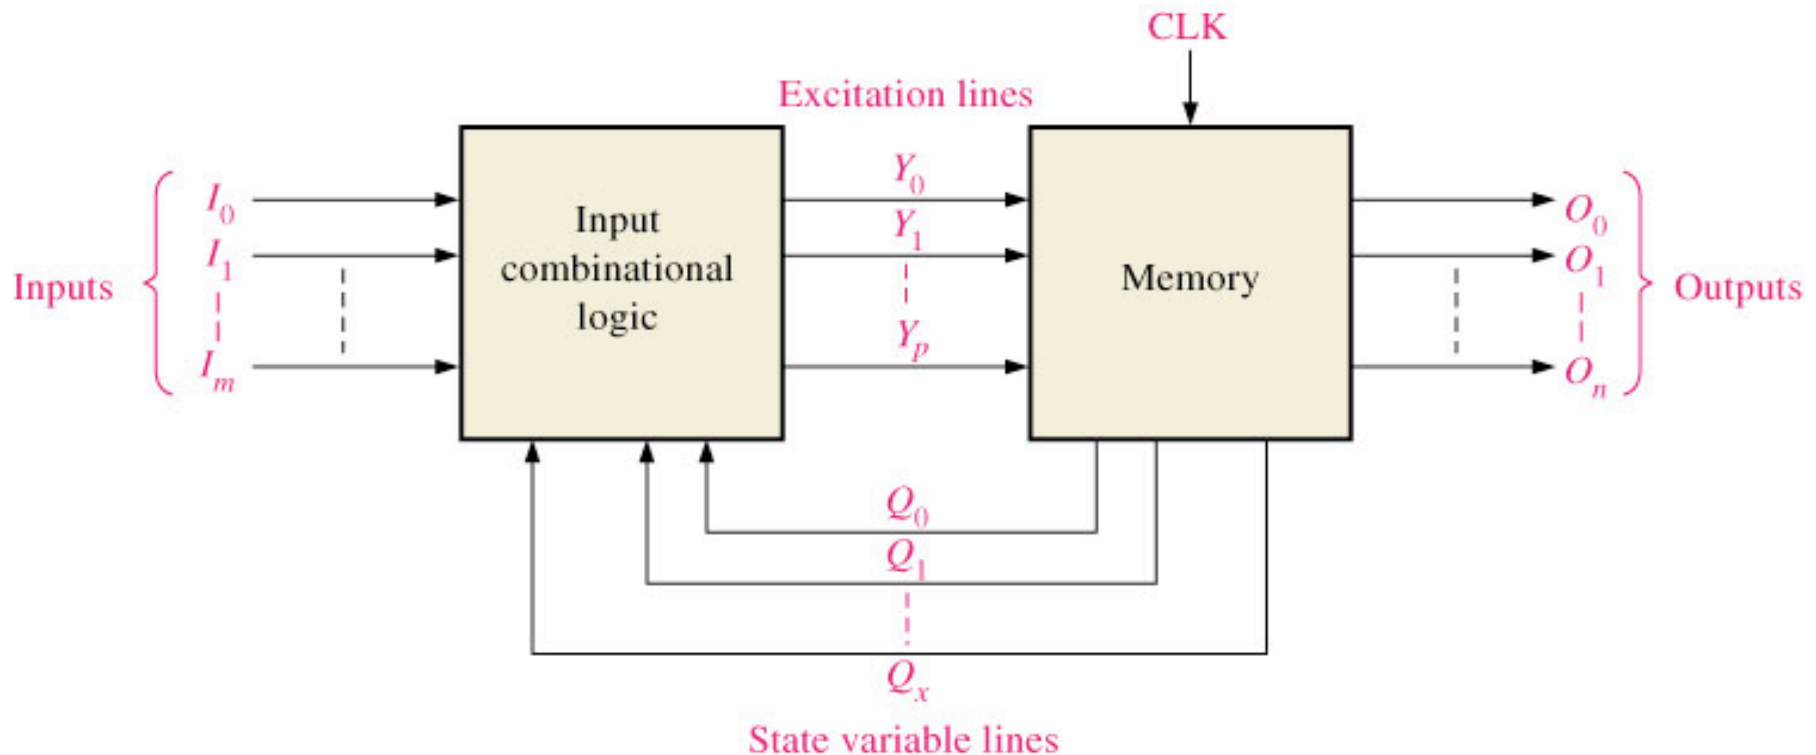 CLK
Excitation lines
Inputs
I0
I1
Im
Input
combinational
logic
Y0
Y1
Yp
Memory
O0
O1
On
Outputs
Q0
Q1
Qx
State variable lines